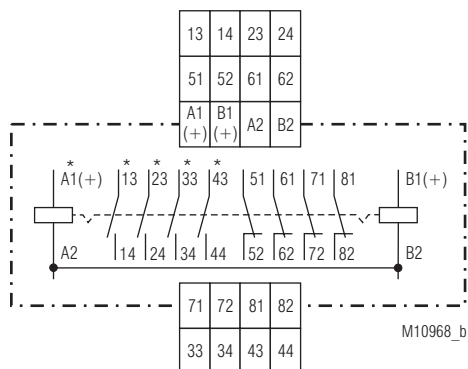 13 14 23 24
51 52 61 62
A1 (+) B1 (+) A2 B2
* * * * *
A1(+) 13 23 33 43 51 61 71 81 B1(+)
A2 14 24 34 44 52 62 72 82 B2
71 72 81 82
33 34 43 44
M10968_b